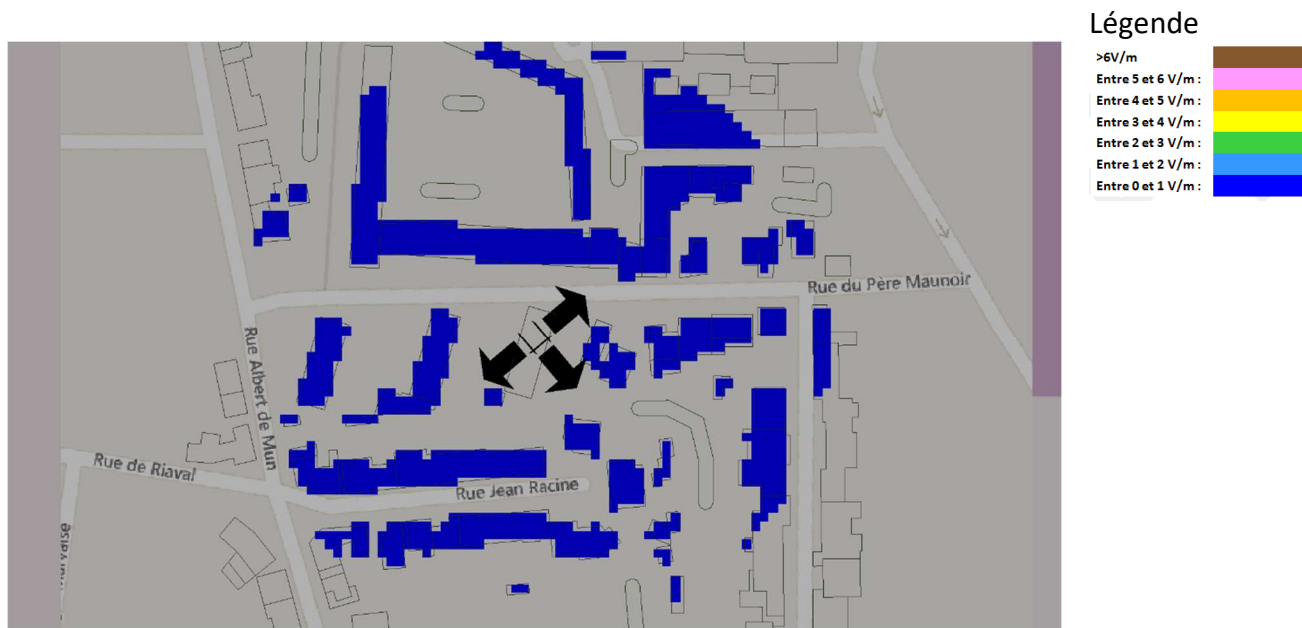 Légende
>6V/m
Entre 5 et 6 V/m :
Entre 4 et 5 V/m :
Entre 3 et 4 V/m :
Entre 2 et 3 V/m :
Entre 1 et 2 V/m :
Entre 0 et 1 V/m :
Rue du Père Maunoir
Rue Albert de Mun
Rue de Riaval
Rue Jean Racine